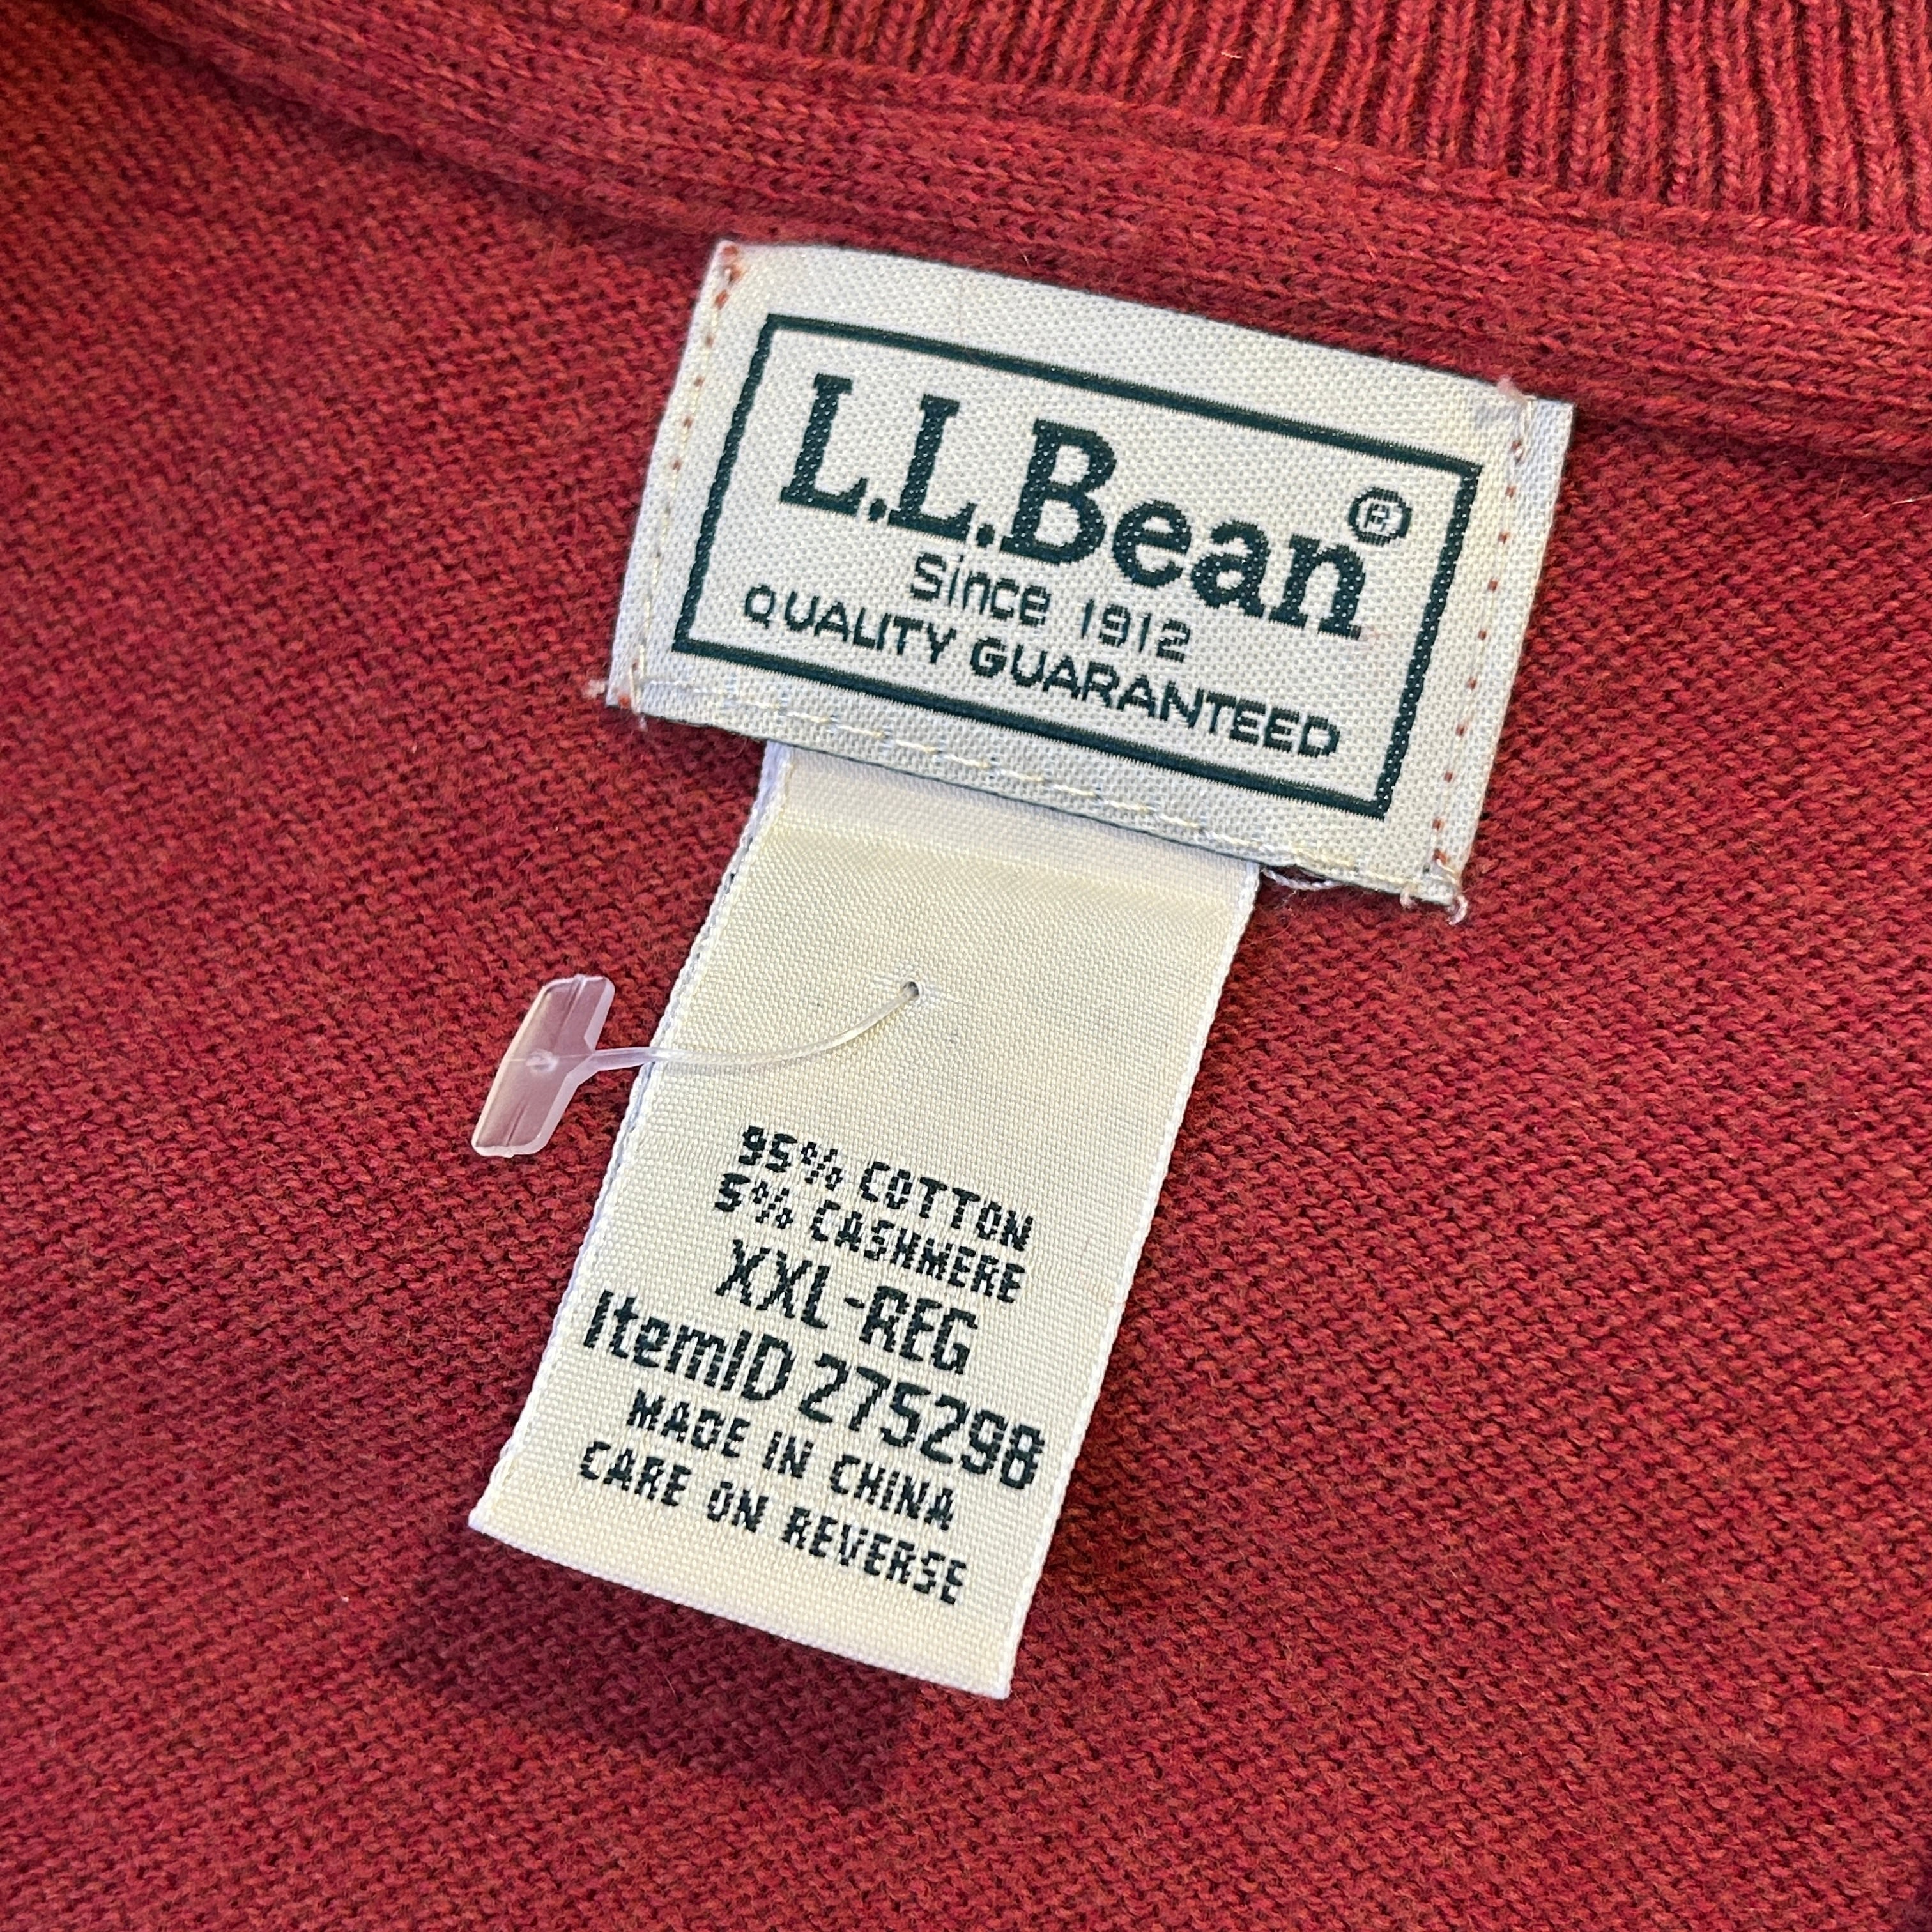 L.L.Bean®
Since 1912
QUALITY GUARANTEED
95% COTTON
5% CASHMERE
XXL-REG
ItemID 275298
MADE IN CHINA
CARE ON REVERSE